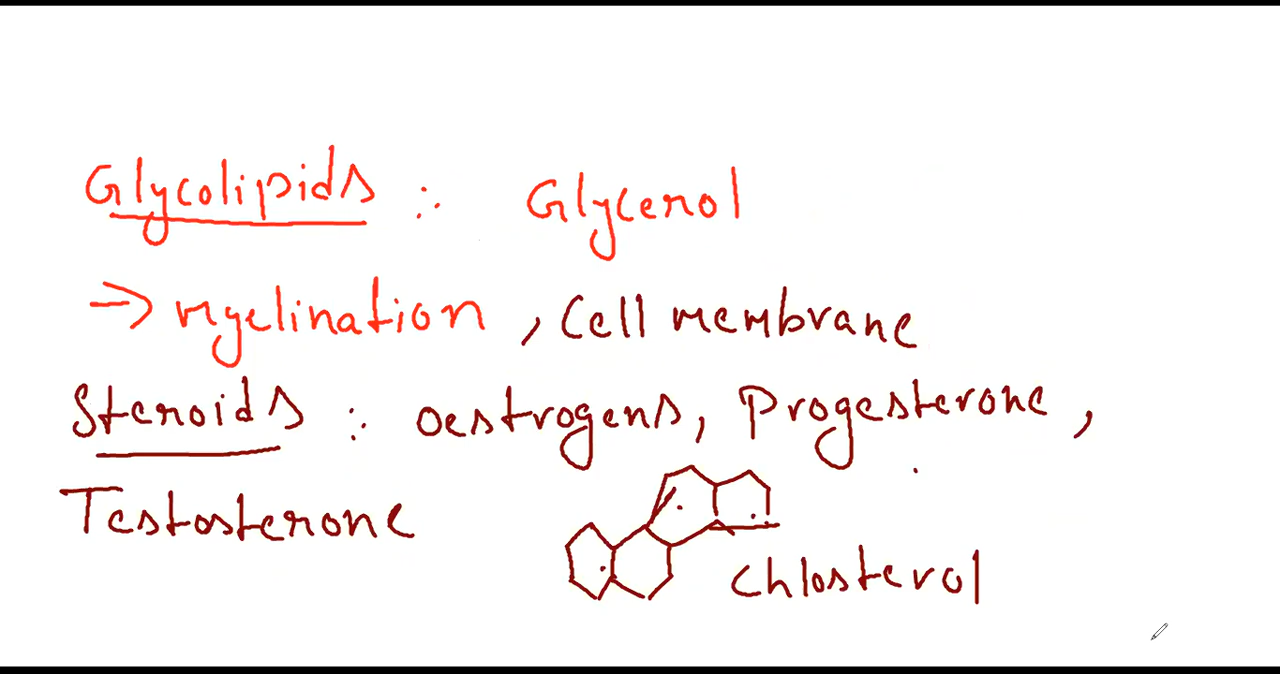 Glycolipids : Glycerol
→ myelination , Cell membrane
Steroids : oestrogens, Progesterone ,
Testosterone
Chlosterol